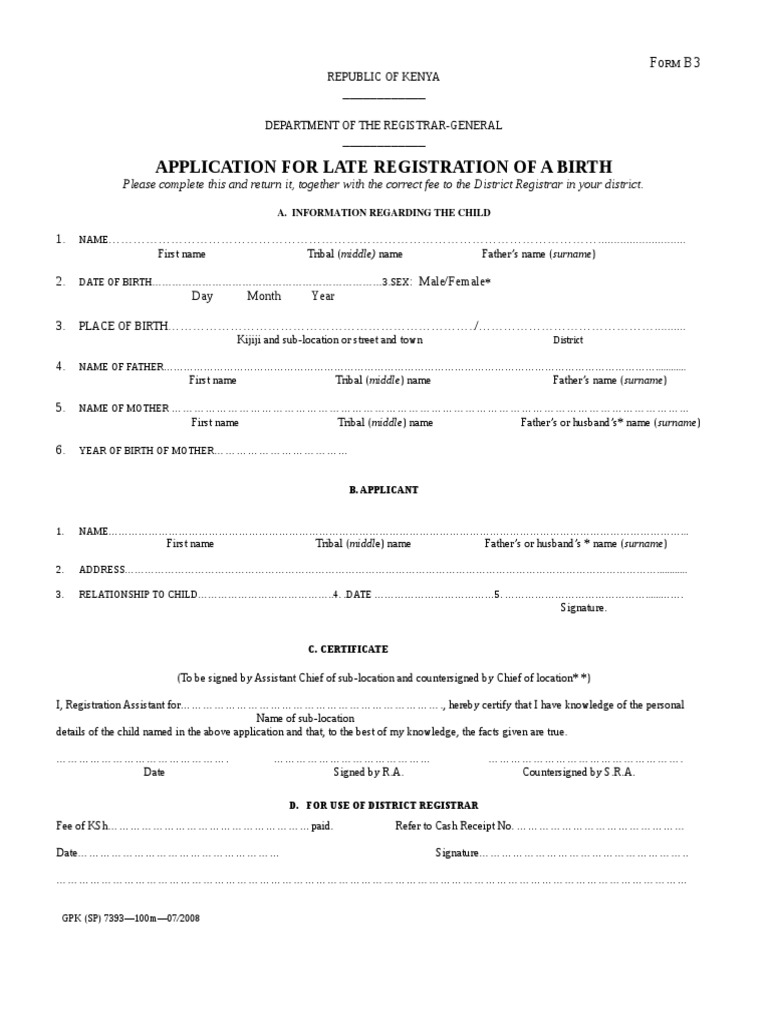 FORM B3
REPUBLIC OF KENYA
____________
DEPARTMENT OF THE REGISTRAR-GENERAL
____________
APPLICATION FOR LATE REGISTRATION OF A BIRTH
Please complete this and return it, together with the correct fee to the District Registrar in your district.
A. INFORMATION REGARDING THE CHILD
1. NAME……………………………………………………………………………………
First name Tribal (middle) name Father's name (surname)
2. DATE OF BIRTH……………………………………………………3.SEX: Male/Female*
Day Month Year
3. PLACE OF BIRTH……………………………………………………./……………………………………..........
Kijiji and sub-location or street and town District
4. NAME OF FATHER……………………………………………………………………………………
First name Tribal (middle) name Father's name (surname)
5. NAME OF MOTHER ……………………………………………………………………………………
First name Tribal (middle) name Father's or husband's* name (surname)
6. YEAR OF BIRTH OF MOTHER……………………………
B. APPLICANT
1. NAME……………………………………………………………………………………
First name Tribal (middle) name Father's or husband's * name (surname)
2. ADDRESS……………………………………………………………………………………
3. RELATIONSHIP TO CHILD…………………………….4. .DATE ……………………………5. ……………………………………….
Signature.
C. CERTIFICATE
(To be signed by Assistant Chief of sub-location and countersigned by Chief of location**)
I, Registration Assistant for……………………………………………………………., hereby certify that I have knowledge of the personal
Name of sub-location
details of the child named in the above application and that, to the best of my knowledge, the facts given are true.
………………………………………. …………………………………… …………………………………………….
Date Signed by R.A. Countersigned by S.R.A.
D. FOR USE OF DISTRICT REGISTRAR
Fee of KSh………………………………………………paid. Refer to Cash Receipt No. ………………………………………
Date……………………………………………… Signature………………………………………………..
……………………………………………………………………………………………………………………
GPK (SP) 7393—100m—07/2008